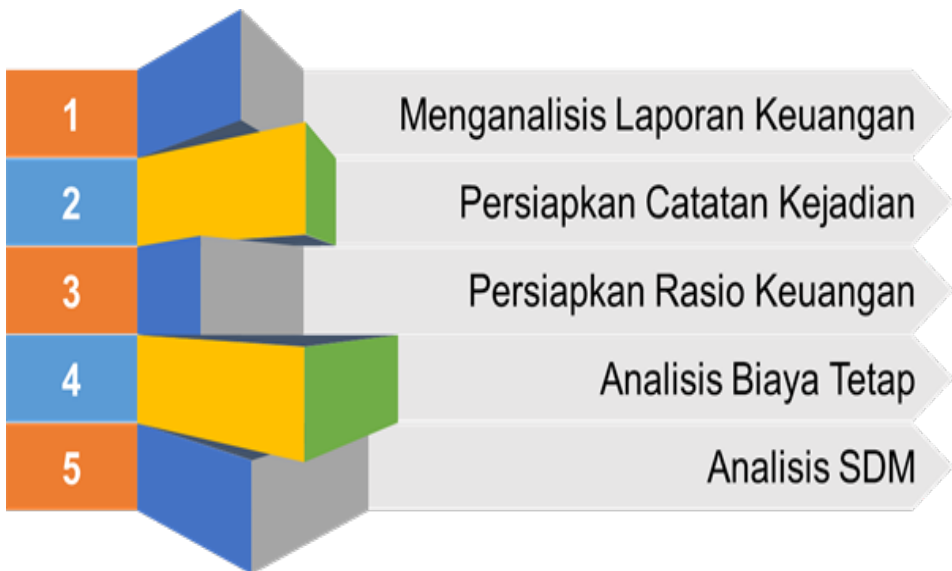 1 Menganalisis Laporan Keuangan
2 Persiapkan Catatan Kejadian
3 Persiapkan Rasio Keuangan
4 Analisis Biaya Tetap
5 Analisis SDM